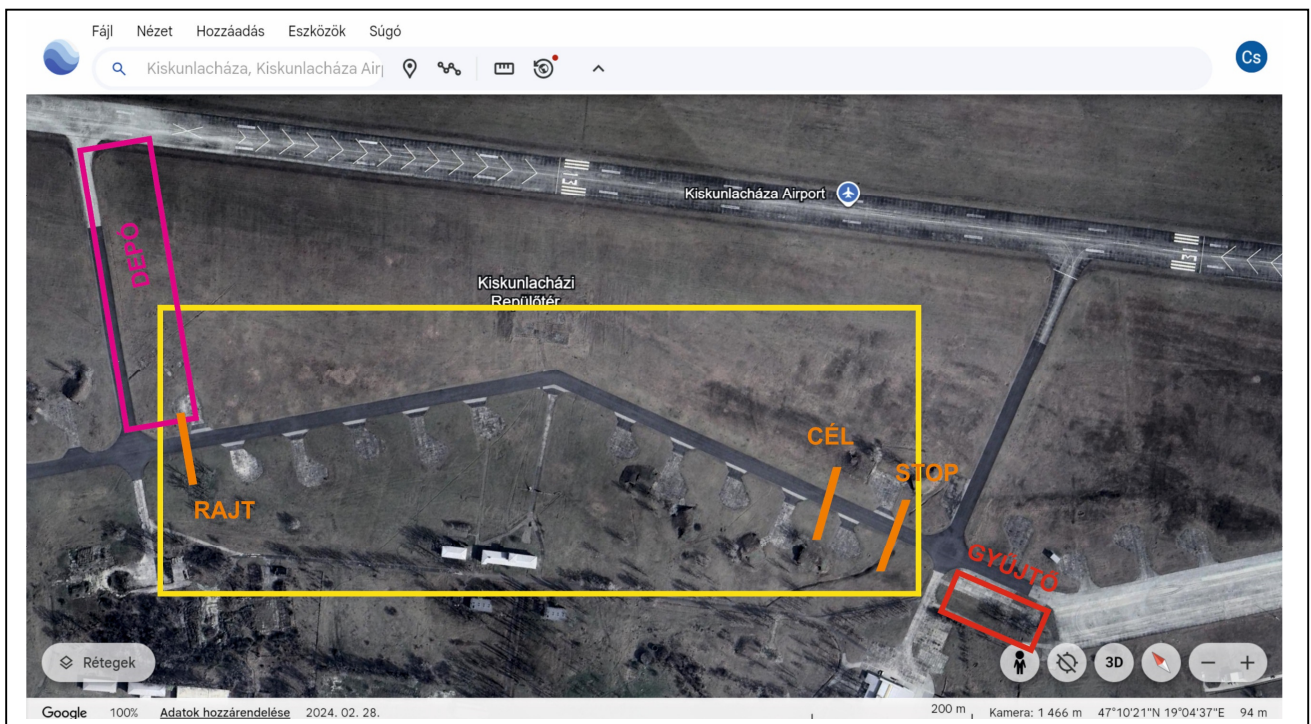 Fájl Nézet Hozzáadás Eszközök Súgó
Kiskunlacháza, Kiskunlacháza Air
Cs
DEPÓ
13
Kiskunlacháza Airport
13
Kiskunlacházi
Repülőtér
CÉL
STOP
RAJT
GYŰJTŐ
Rétegek
3D
Google 100% Adatok hozzárendelése 2024. 02. 28. 200 m Kamera: 1 466 m 47°10'21"N 19°04'37"E 94 m